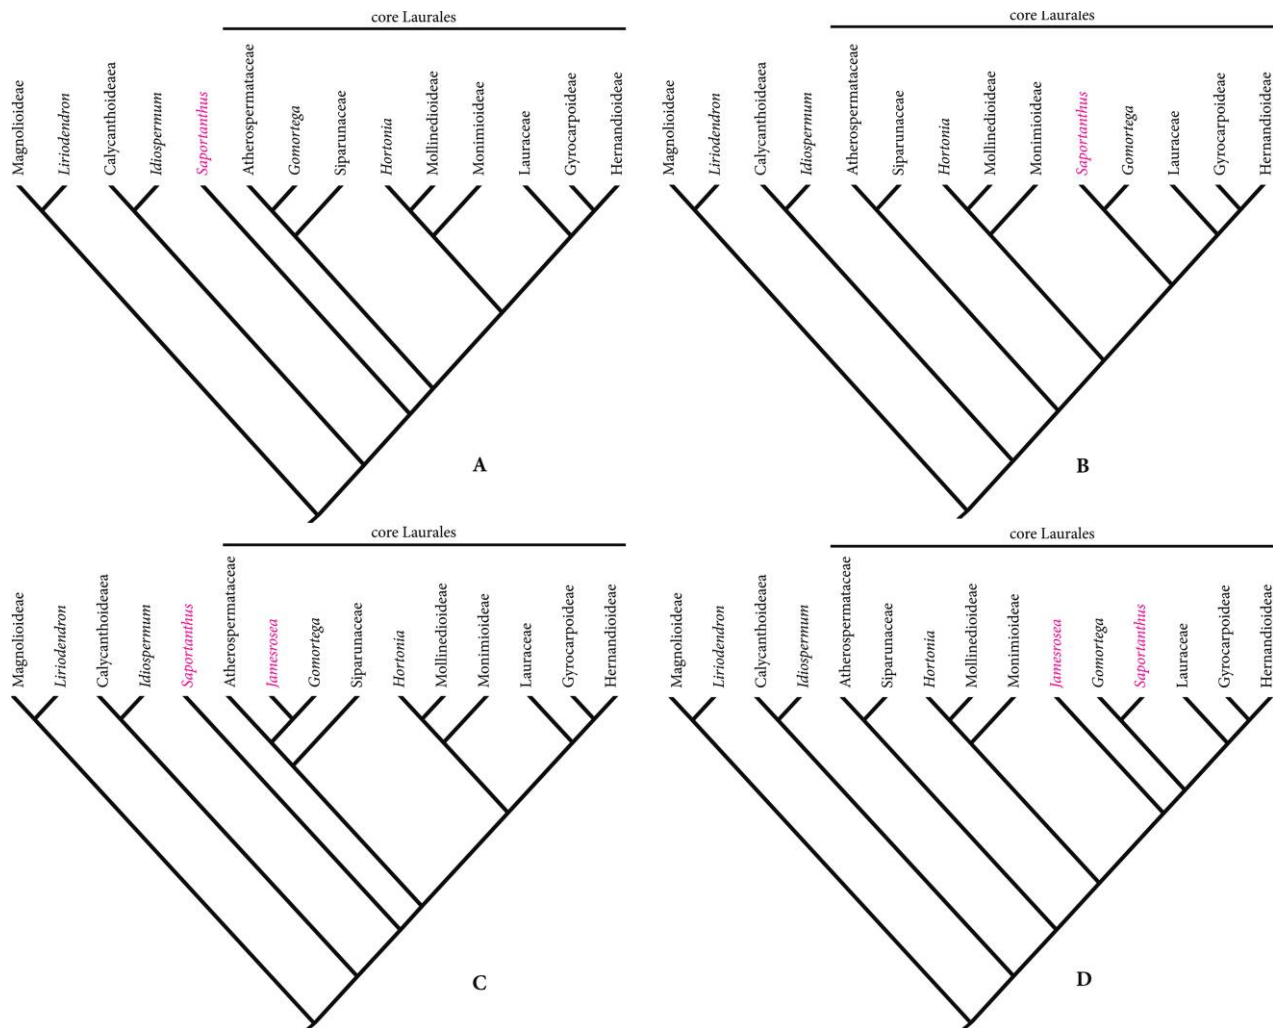 core Laurales
Magnolioideae
Liriodendron
Calycanthoideaea
Idiospermum
Saportanthus
Atherospermataceae
Gomortega
Siparunaceae
Hortonia
Mollinedioideae
Monimioideae
Lauraceae
Gyrocarpoideae
Hernandioideae
A
core Laurales
Magnolioideae
Liriodendron
Calycanthoideaea
Idiospermum
Atherospermataceae
Siparunaceae
Hortonia
Mollinedioideae
Monimioideae
Saportanthus
Gomortega
Lauraceae
Gyrocarpoideae
Hernandioideae
B
core Laurales
Magnolioideae
Liriodendron
Calycanthoideaea
Idiospermum
Saportanthus
Atherospermataceae
Jamesrosea
Gomortega
Siparunaceae
Hortonia
Mollinedioideae
Monimioideae
Lauraceae
Gyrocarpoideae
Hernandioideae
C
core Laurales
Magnolioideae
Liriodendron
Calycanthoideaea
Idiospermum
Atherospermataceae
Siparunaceae
Hortonia
Mollinedioideae
Monimioideae
Jamesrosea
Gomortega
Saportanthus
Lauraceae
Gyrocarpoideae
Hernandioideae
D